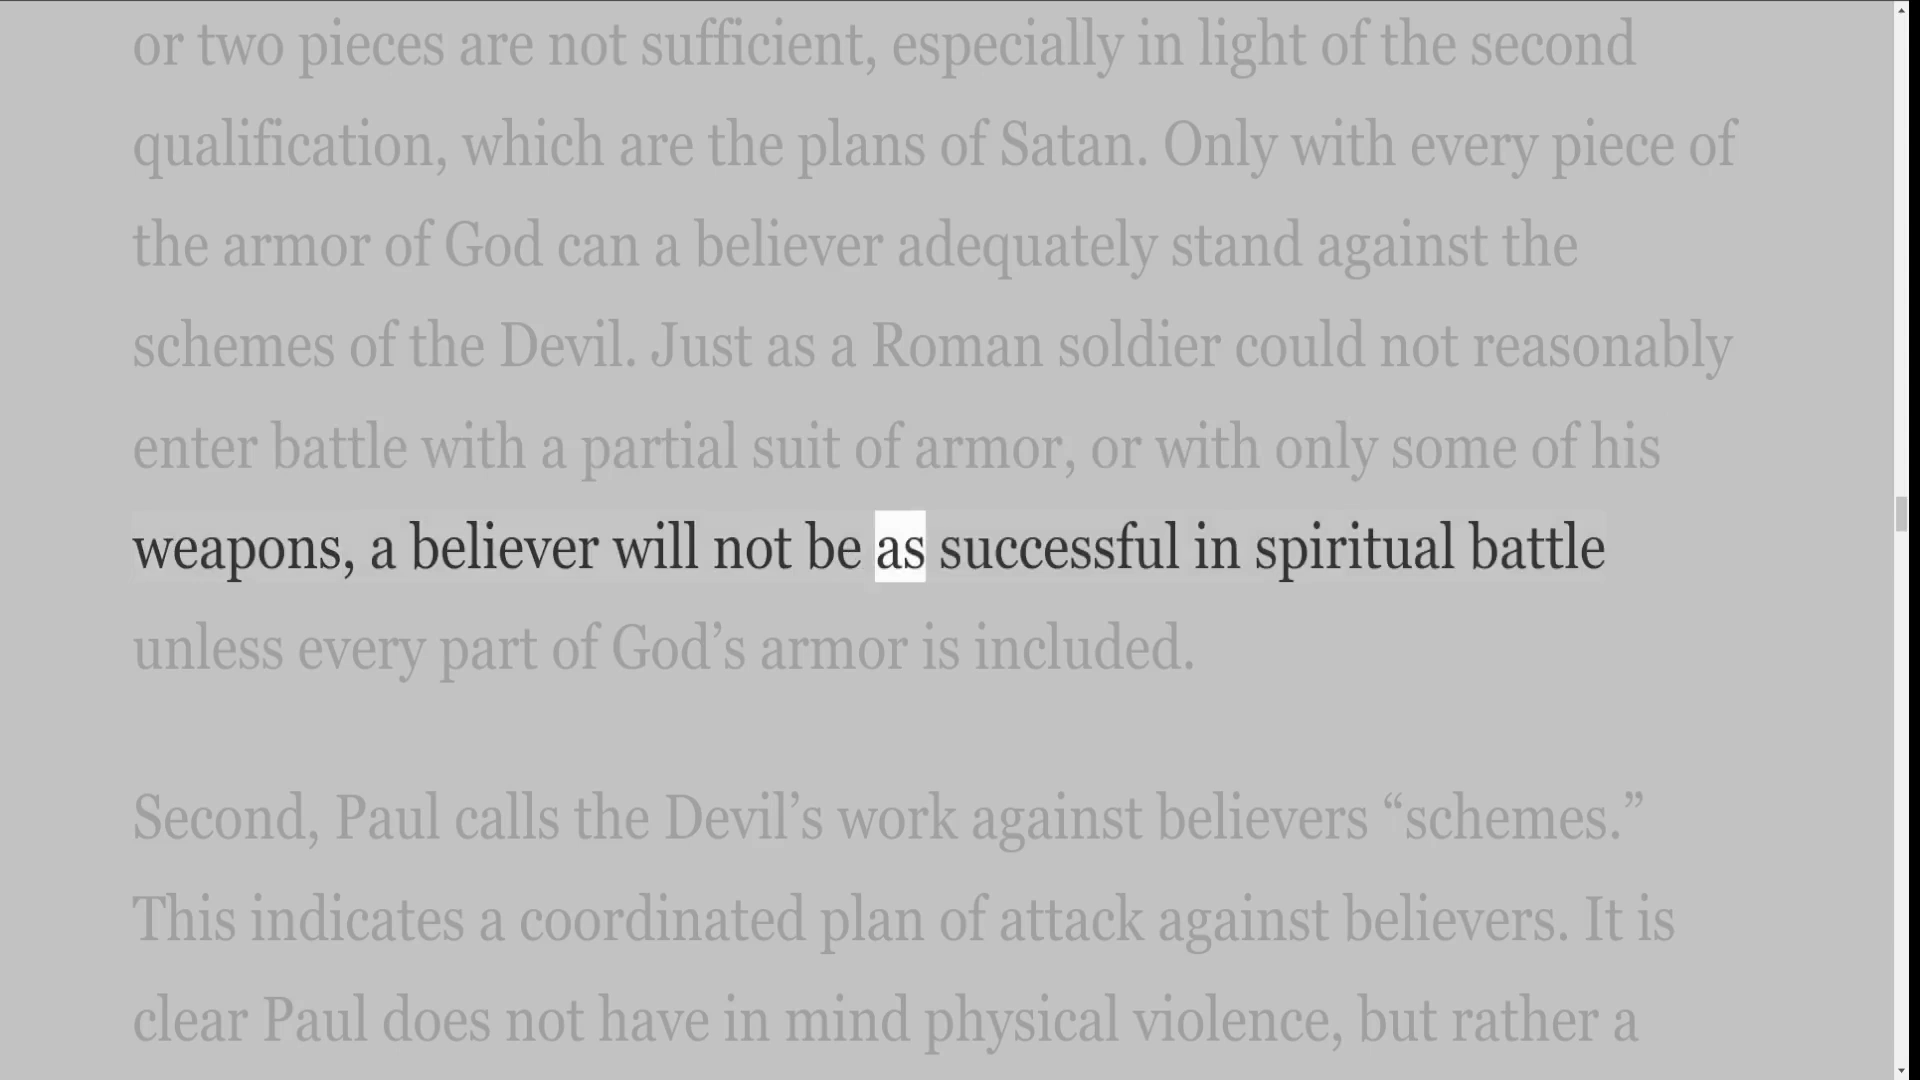 or two pieces are not sufficient, especially in light of the second
qualification, which are the plans of Satan. Only with every piece of
the armor of God can a believer adequately stand against the
schemes of the Devil. Just as a Roman soldier could not reasonably
enter battle with a partial suit of armor, or with only some of his
weapons, a believer will not be as successful in spiritual battle
unless every part of God’s armor is included.
Second, Paul calls the Devil’s work against believers “schemes.”
This indicates a coordinated plan of attack against believers. It is
clear Paul does not have in mind physical violence, but rather a